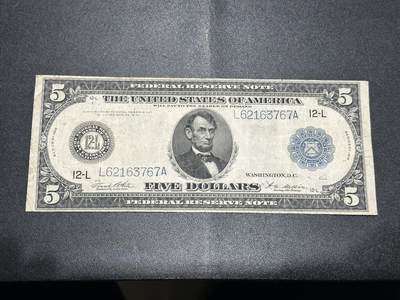 FEDERAL RESERVE NOTE
5 THE UNITED STATES OF AMERICA 5
WILL PAY TO THE BEARER ON DEMAND
L62163767A 12-L
12-L
12-L L62163767A WASHINGTON, D.C.
12-L
5 FIVE DOLLARS 5
FEDERAL RESERVE NOTE